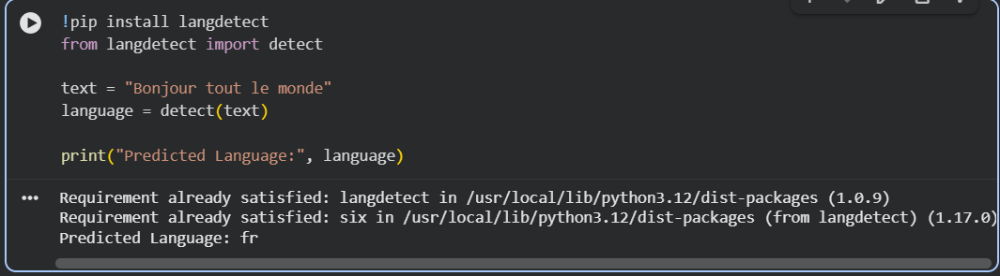 !pip install langdetect
from langdetect import detect
text = "Bonjour tout le monde"
language = detect(text)
print("Predicted Language:", language)
Requirement already satisfied: langdetect in /usr/local/lib/python3.12/dist-packages (1.0.9)
Requirement already satisfied: six in /usr/local/lib/python3.12/dist-packages (from langdetect) (1.17.0)
Predicted Language: fr